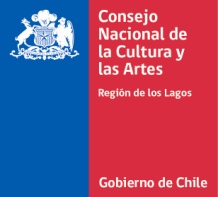 Consejo
Nacional de
la Cultura y
las Artes
Región de los Lagos
Gobierno de Chile